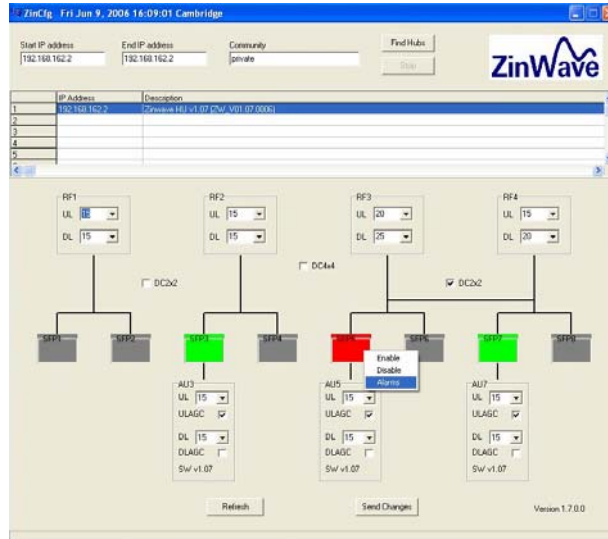 ZinCfg Fri Jun 9, 2006 16:09:01 Cambridge
Start IP address End IP address Community Find Hubs
192.168.162.2 192.168.162.2 private Stop
ZinWave
IP Address Description
1 192.168.162.2 Zinwave HU v1.07 (ZW_V01.07.0006)
2
3
4
5
RF1 RF2 RF3 RF4
UL 15 UL 15 UL 20 UL 15
DL 15 DL 15 DL 25 DL 20
DC4x4
DC2x2 DC2x2
SFP1 SFP2 SFP3 SFP4 SFP5 SFP6 SFP7 SFP8
Enable
Disable
Alarms
AU3 AU5 AU7
UL 15 UL 15 UL 15
ULAGC ULAGC ULAGC
DL 15 DL 15 DL 15
DLAGC DLAGC DLAGC
SW v1.07 SW v1.07 SW v1.07
Refresh Send Changes Version 1.7.0.0